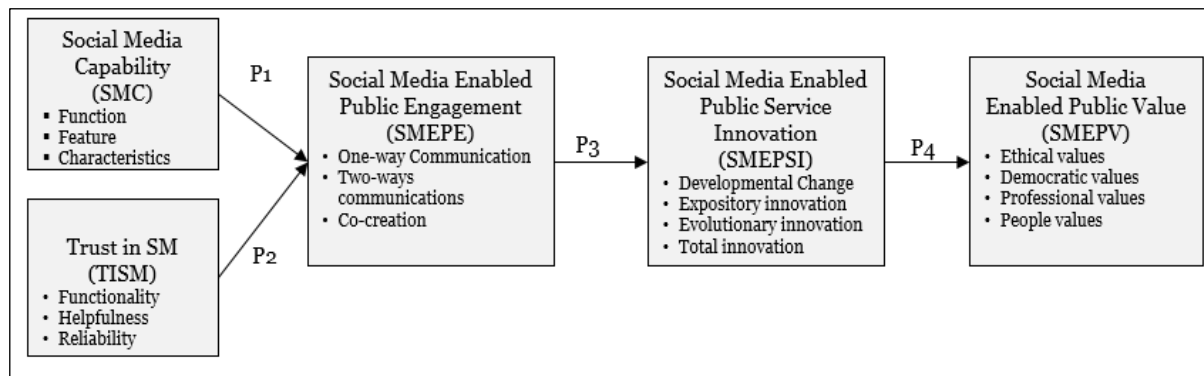 Social Media
Capability
(SMC)
▪ Function
▪ Feature
▪ Characteristics
P1
Trust in SM
(TISM)
• Functionality
• Helpfulness
• Reliability
P2
Social Media Enabled
Public Engagement
(SMEPE)
• One-way Communication
• Two-ways
communications
• Co-creation
P3
Social Media Enabled
Public Service
Innovation
(SMEPSI)
• Developmental Change
• Expository innovation
• Evolutionary innovation
• Total innovation
P4
Social Media
Enabled Public Value
(SMEPV)
• Ethical values
• Democratic values
• Professional values
• People values